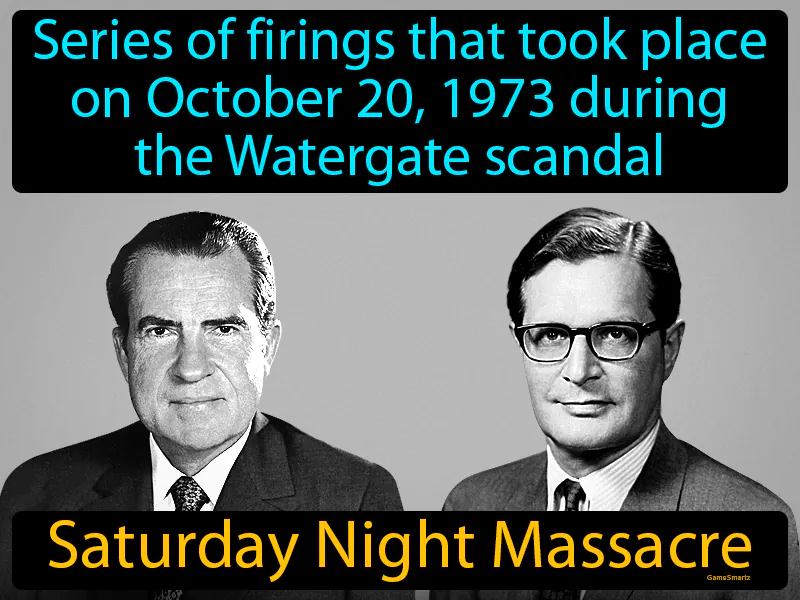 Series of firings that took place
on October 20, 1973 during
the Watergate scandal
Saturday Night Massacre
GameSmartz